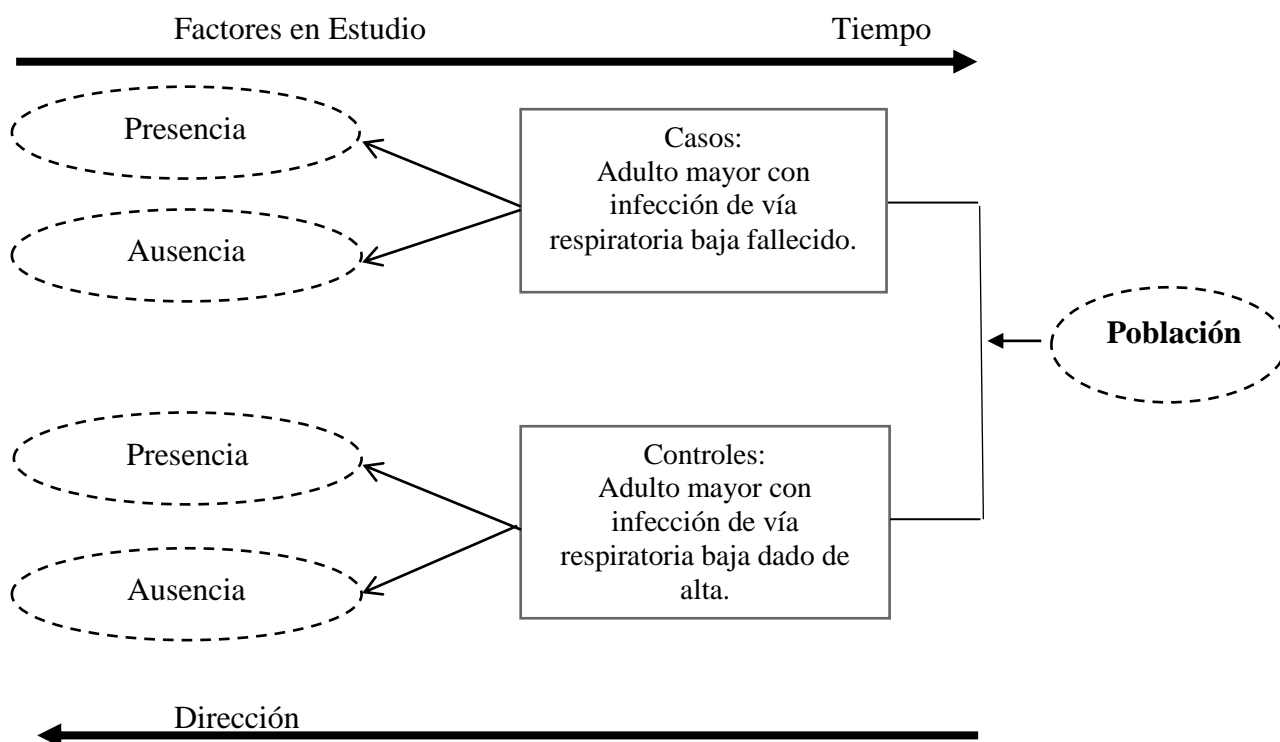 Factores en Estudio
Tiempo
Presencia
Ausencia
Casos:
Adulto mayor con
infección de vía
respiratoria baja fallecido.
Población
Presencia
Ausencia
Controles:
Adulto mayor con
infección de vía
respiratoria baja dado de
alta.
Dirección